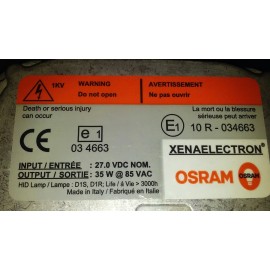 1KV
WARNING
Do not open
AVERTISSEMENT
Ne pas ouvrir
Death or serious injury
can occur
La mort ou le blessure
sérieuse peut arriver
CE
e 1
03 4663
E1
10 R - 034663
XENAELECTRON®
INPUT / ENTRÉE : 27.0 VDC NOM.
OUTPUT / SORTIE : 35 W @ 85 VAC
HID Lamp / Lampe : D1S, D1R; Life / à Vie > 3000h
Made in Italy / Fabriqué en Italie
OSRAM
OSRAM